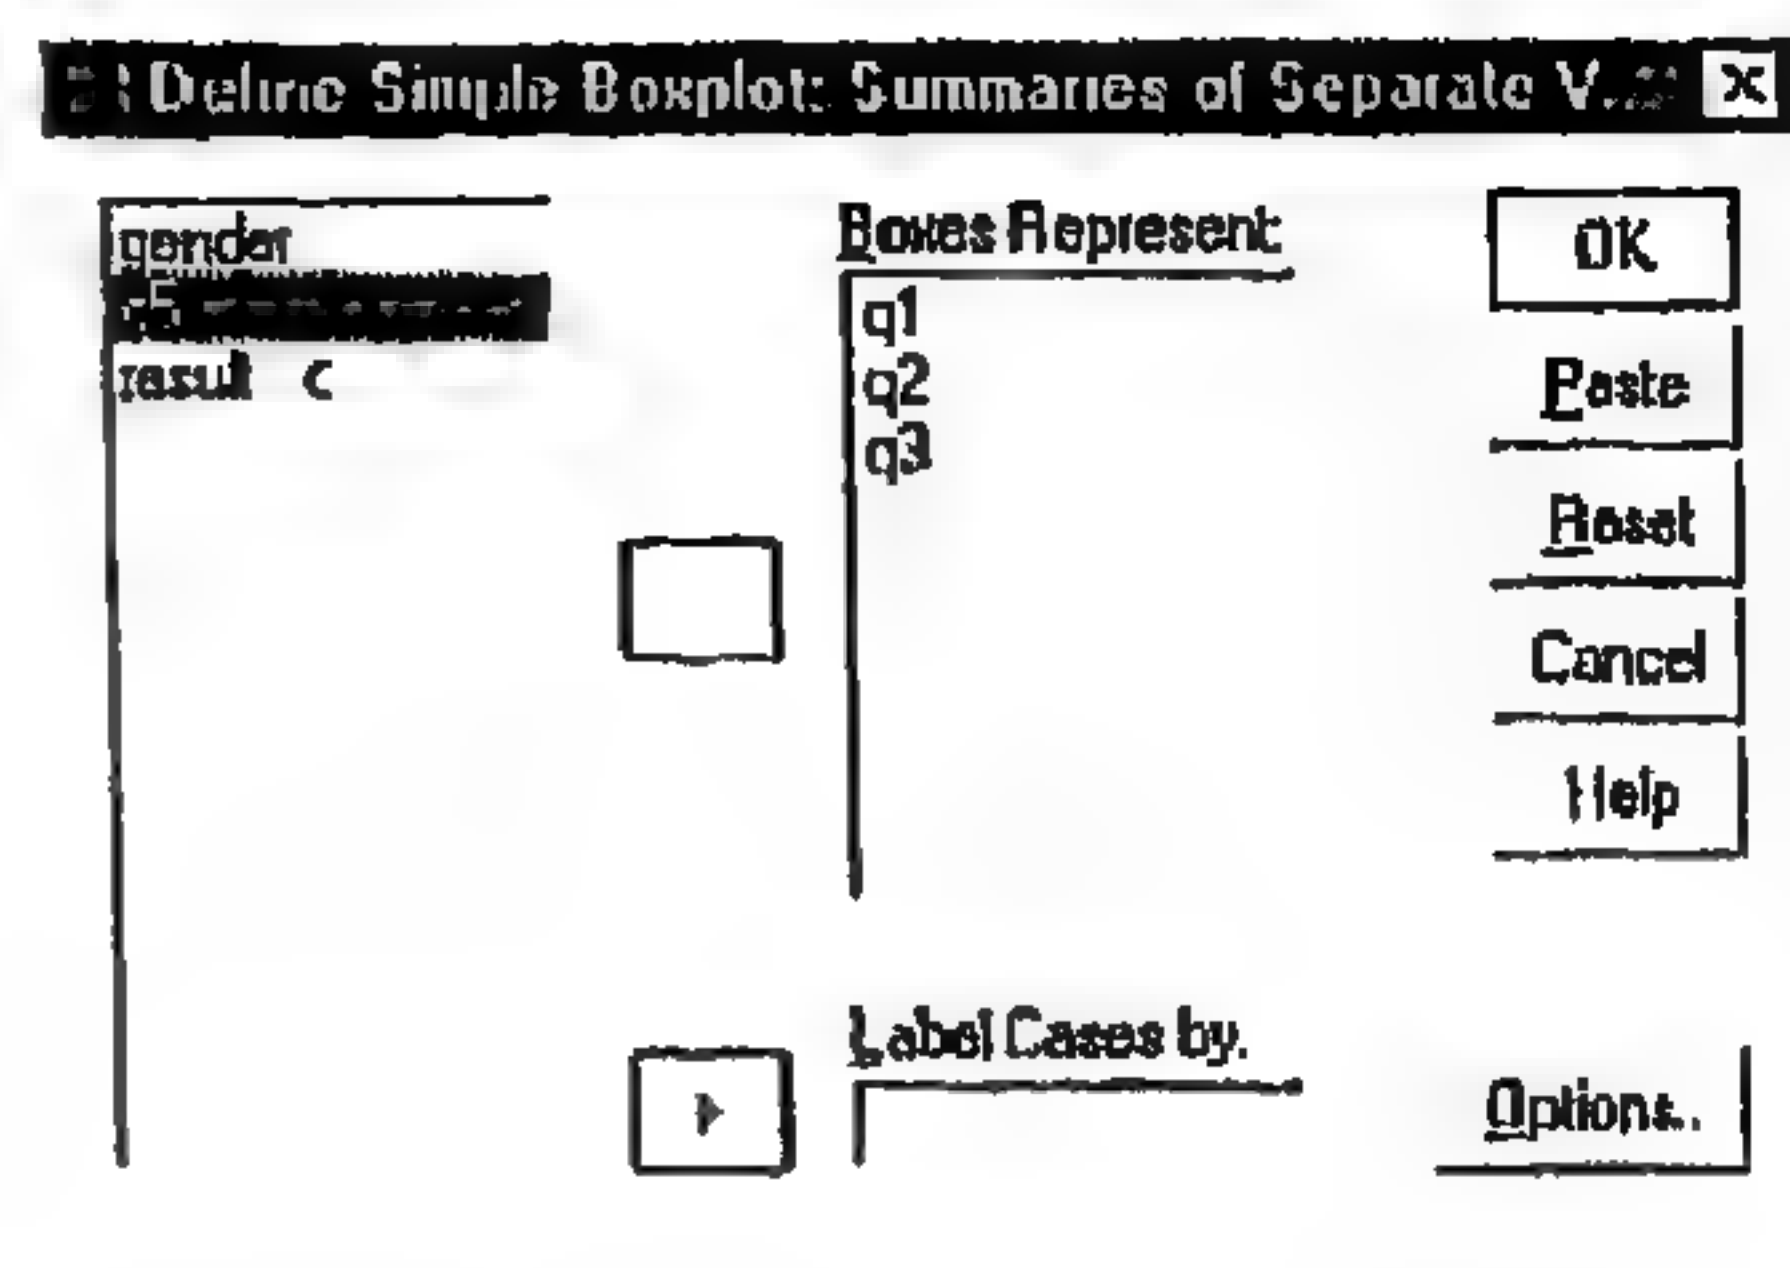 Define Simple Boxplot: Summaries of Separate V...
gender
result c
Boxes Represent:
q1
q2
q3
OK
Paste
Reset
Cancel
Help
Label Cases by:
Options..